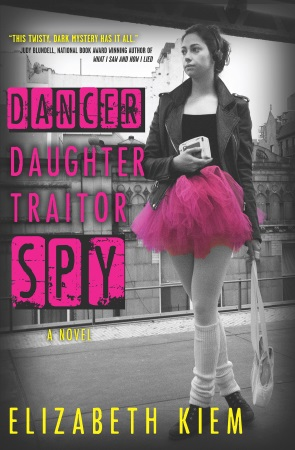 "THIS TWISTY, DARK MYSTERY HAS IT ALL."
—JUDY BLUNDELL, NATIONAL BOOK AWARD WINNING AUTHOR OF
WHAT I SAW AND HOW I LIED
DANCER
DAUGHTER
TRAITOR
SPY
A NOVEL
ELIZABETH KIEM